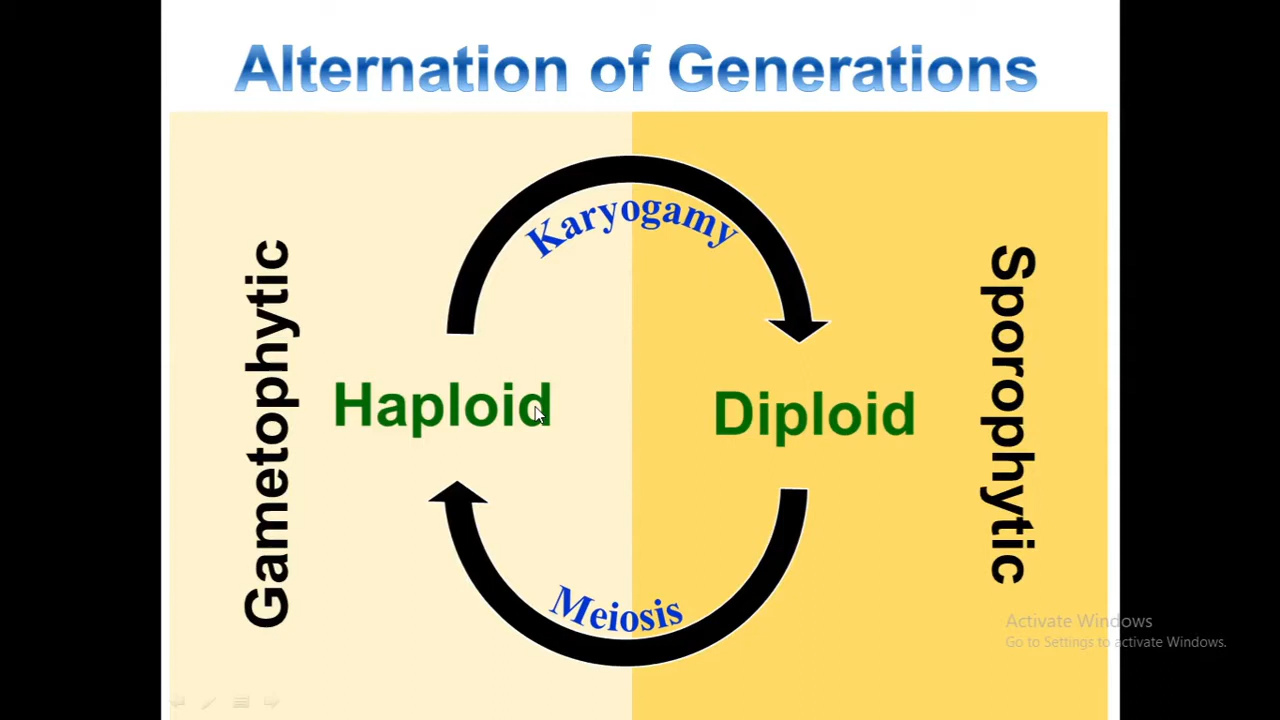 Alternation of Generations
Karyogamy
Gametophytic
Haploid
Diploid
Sporophytic
Meiosis
Activate Windows
Go to Settings to activate Windows.